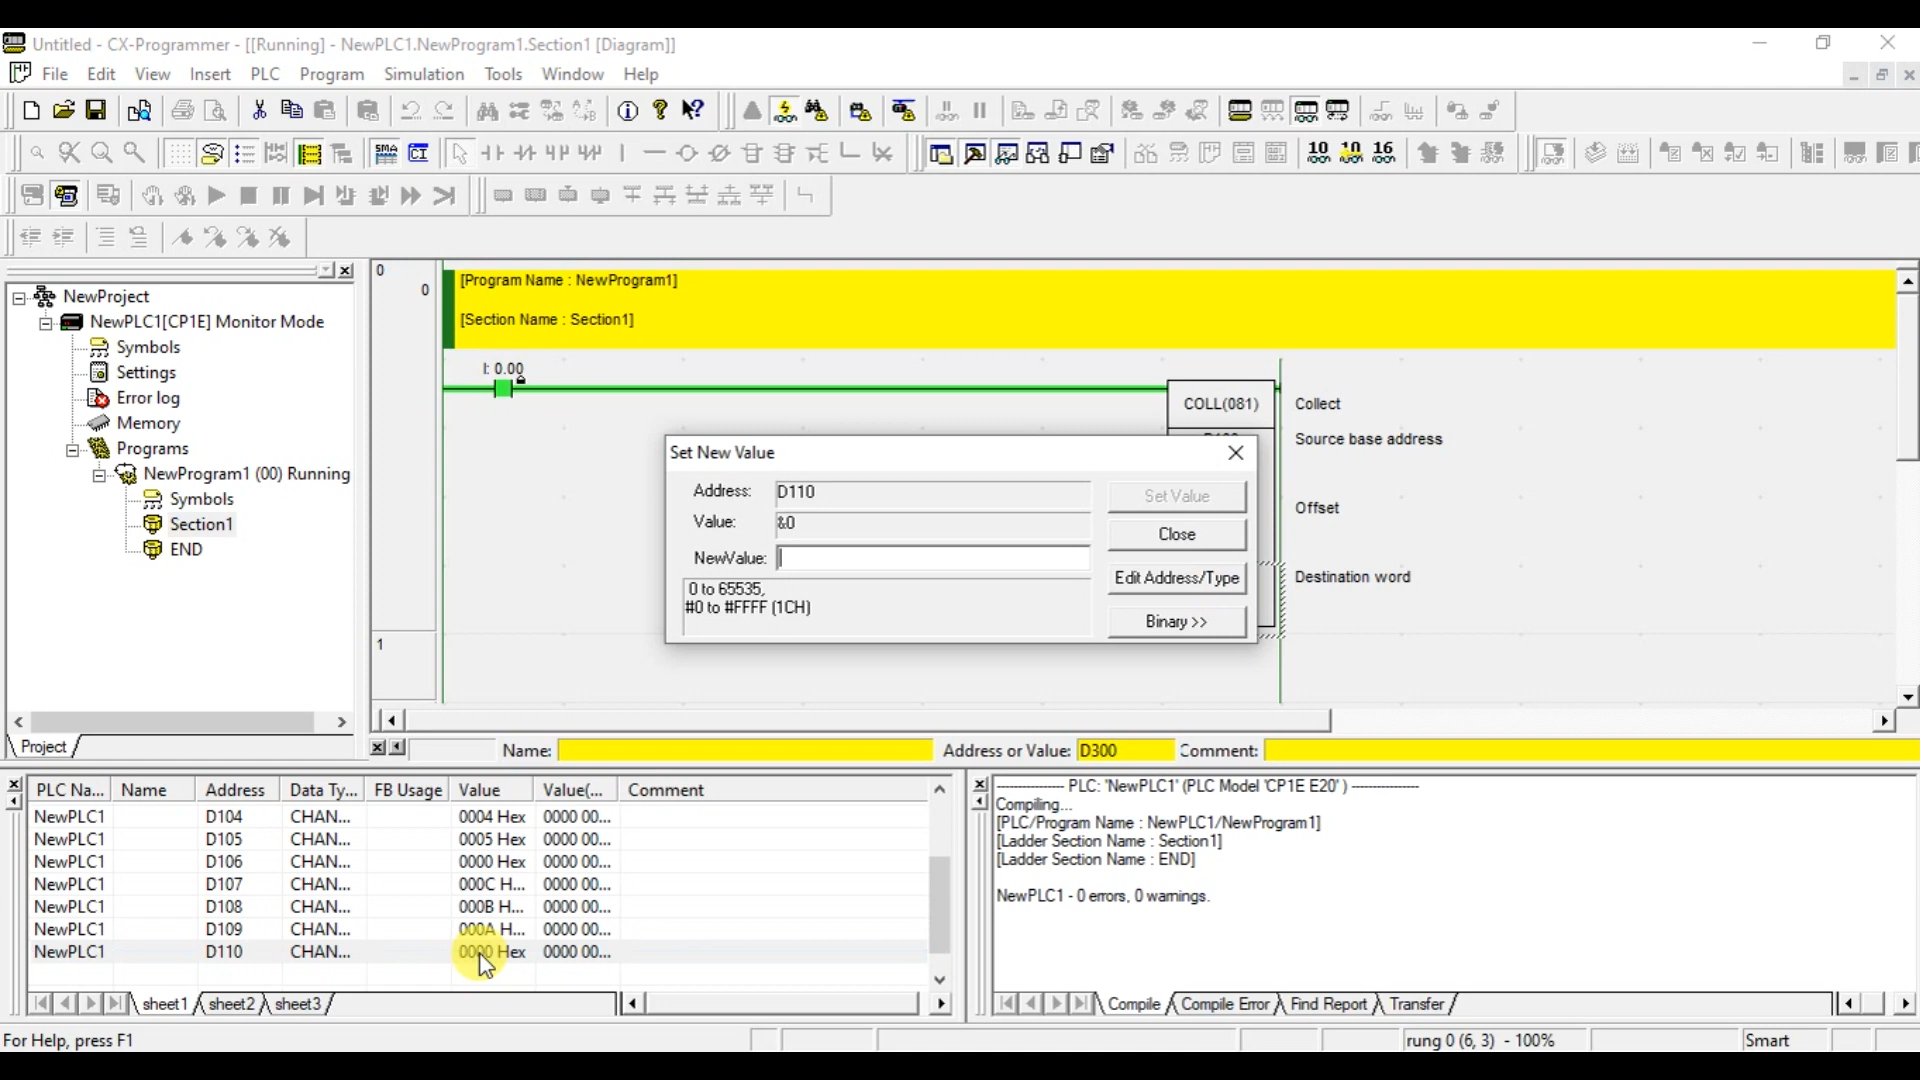 Untitled - CX-Programmer - [[Running] - NewPLC1.NewProgram1.Section1 [Diagram]]
File Edit View Insert PLC Program Simulation Tools Window Help
SMA CI 10 10 16
NewProject
NewPLC1[CP1E] Monitor Mode
Symbols
Settings
Error log
Memory
Programs
NewProgram1 (00) Running
Symbols
Section1
END
Project
0
0
[Program Name : NewProgram1]
[Section Name : Section1]
I: 0.00
COLL(081) Collect
Source base address
Offset
Destination word
1
Set New Value
Address: D110 Set Value
Value: &0 Close
NewValue: Edit Address/Type
0 to 65535,
#0 to #FFFF (1CH)
Binary >>
Name: Address or Value: D300 Comment:
PLC Na... Name Address Data Ty... FB Usage Value Value(... Comment
NewPLC1 D104 CHAN... 0004 Hex 0000 00...
NewPLC1 D105 CHAN... 0005 Hex 0000 00...
NewPLC1 D106 CHAN... 0000 Hex 0000 00...
NewPLC1 D107 CHAN... 000C H... 0000 00...
NewPLC1 D108 CHAN... 000B H... 0000 00...
NewPLC1 D109 CHAN... 000A H... 0000 00...
NewPLC1 D110 CHAN... 0000 Hex 0000 00...
sheet1 sheet2 sheet3
---------------- PLC: 'NewPLC1' (PLC Model 'CP1E E20' ) ----------------
Compiling...
[PLC/Program Name : NewPLC1/NewProgram1]
[Ladder Section Name : Section1]
[Ladder Section Name : END]
NewPLC1 - 0 errors, 0 warnings.
Compile Compile Error Find Report Transfer
For Help, press F1
rung 0 (6, 3) - 100%
Smart